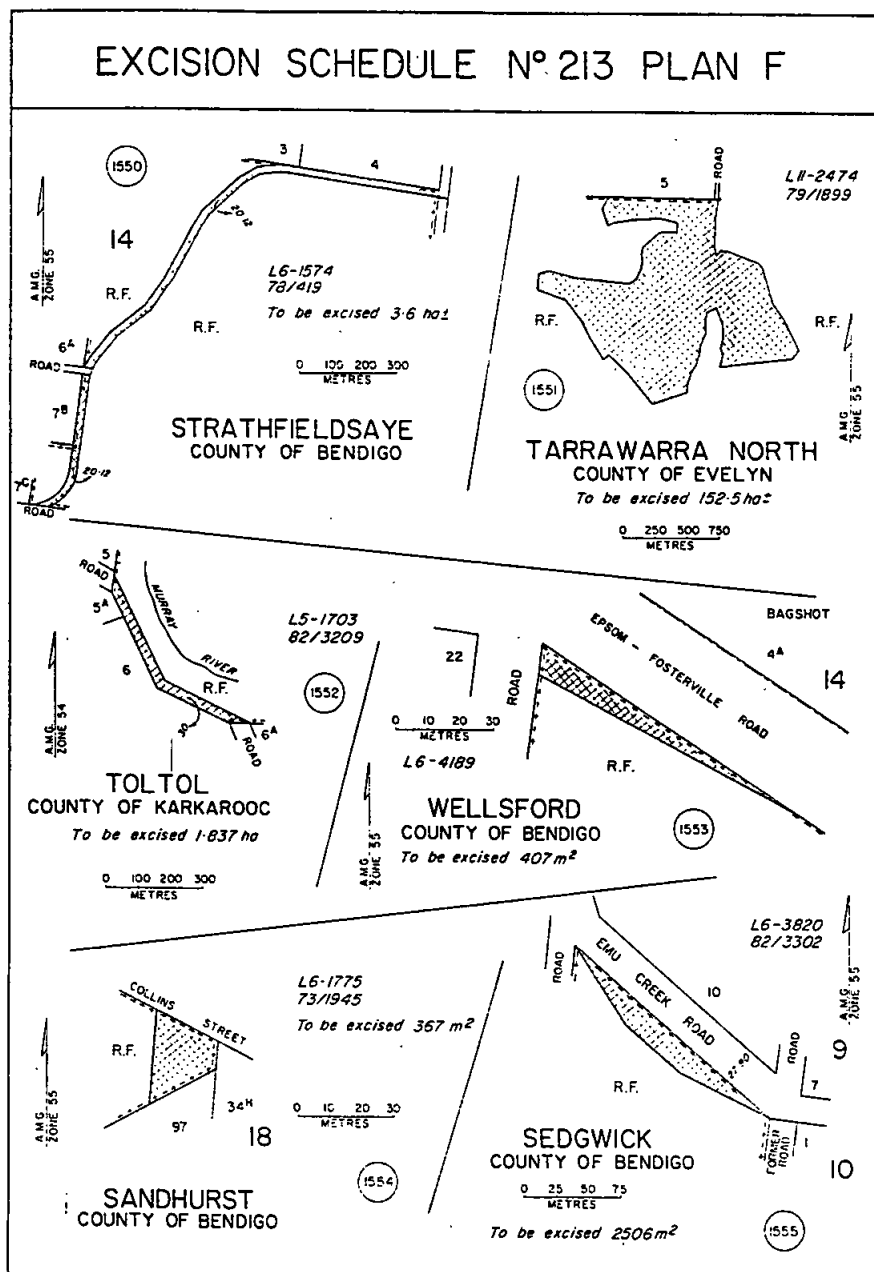 EXCISION SCHEDULE Nº 213 PLAN F
1550
3
4
20·12
14
A.M.G.
ZONE 55
R.F.
R.F.
L6-1574
78/419
To be excised 3.6 ha±
6A
ROAD
7B
20·12
7C
ROAD
0 100 200 300
METRES
STRATHFIELDSAYE
COUNTY OF BENDIGO
5
ROAD
L11-2474
79/1899
R.F.
R.F.
A.M.G.
ZONE 55
1551
TARRAWARRA NORTH
COUNTY OF EVELYN
To be excised 152·5ha±
0 250 500 750
METRES
5
ROAD
5A
MURRAY
RIVER
6
R.F.
30
6A
ROAD
L5-1703
82/3209
1552
A.M.G.
ZONE 54
TOLTOL
COUNTY OF KARKAROOC
To be excised 1·837 ha
0 100 200 300
METRES
22
ROAD
EPSOM - FOSTERVILLE ROAD
BAGSHOT
4A
14
0 10 20 30
METRES
L6-4189
R.F.
A.M.G.
ZONE 55
WELLSFORD
COUNTY OF BENDIGO
To be excised 407m²
1553
COLLINS STREET
R.F.
97
34H
18
L6-1775
73/1945
To be excised 367 m²
A.M.G.
ZONE 55
0 10 20 30
METRES
1554
SANDHURST
COUNTY OF BENDIGO
ROAD
EMU CREEK ROAD
10
L6-3820
82/3302
A.M.G.
ZONE 55
ROAD
9
7
R.F.
FORMER
ROAD
1
10
SEDGWICK
COUNTY OF BENDIGO
0 25 50 75
METRES
To be excised 2506m²
1555